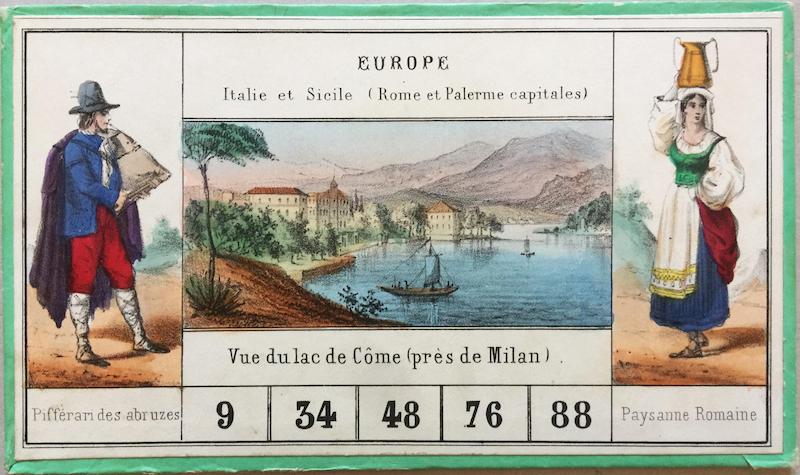 EUROPE
Italie et Sicile (Rome et Palerme capitales)
Vue du lac de Côme (près de Milan).
Pifférari des abruzes
9 34 48 76 88
Paysanne Romaine